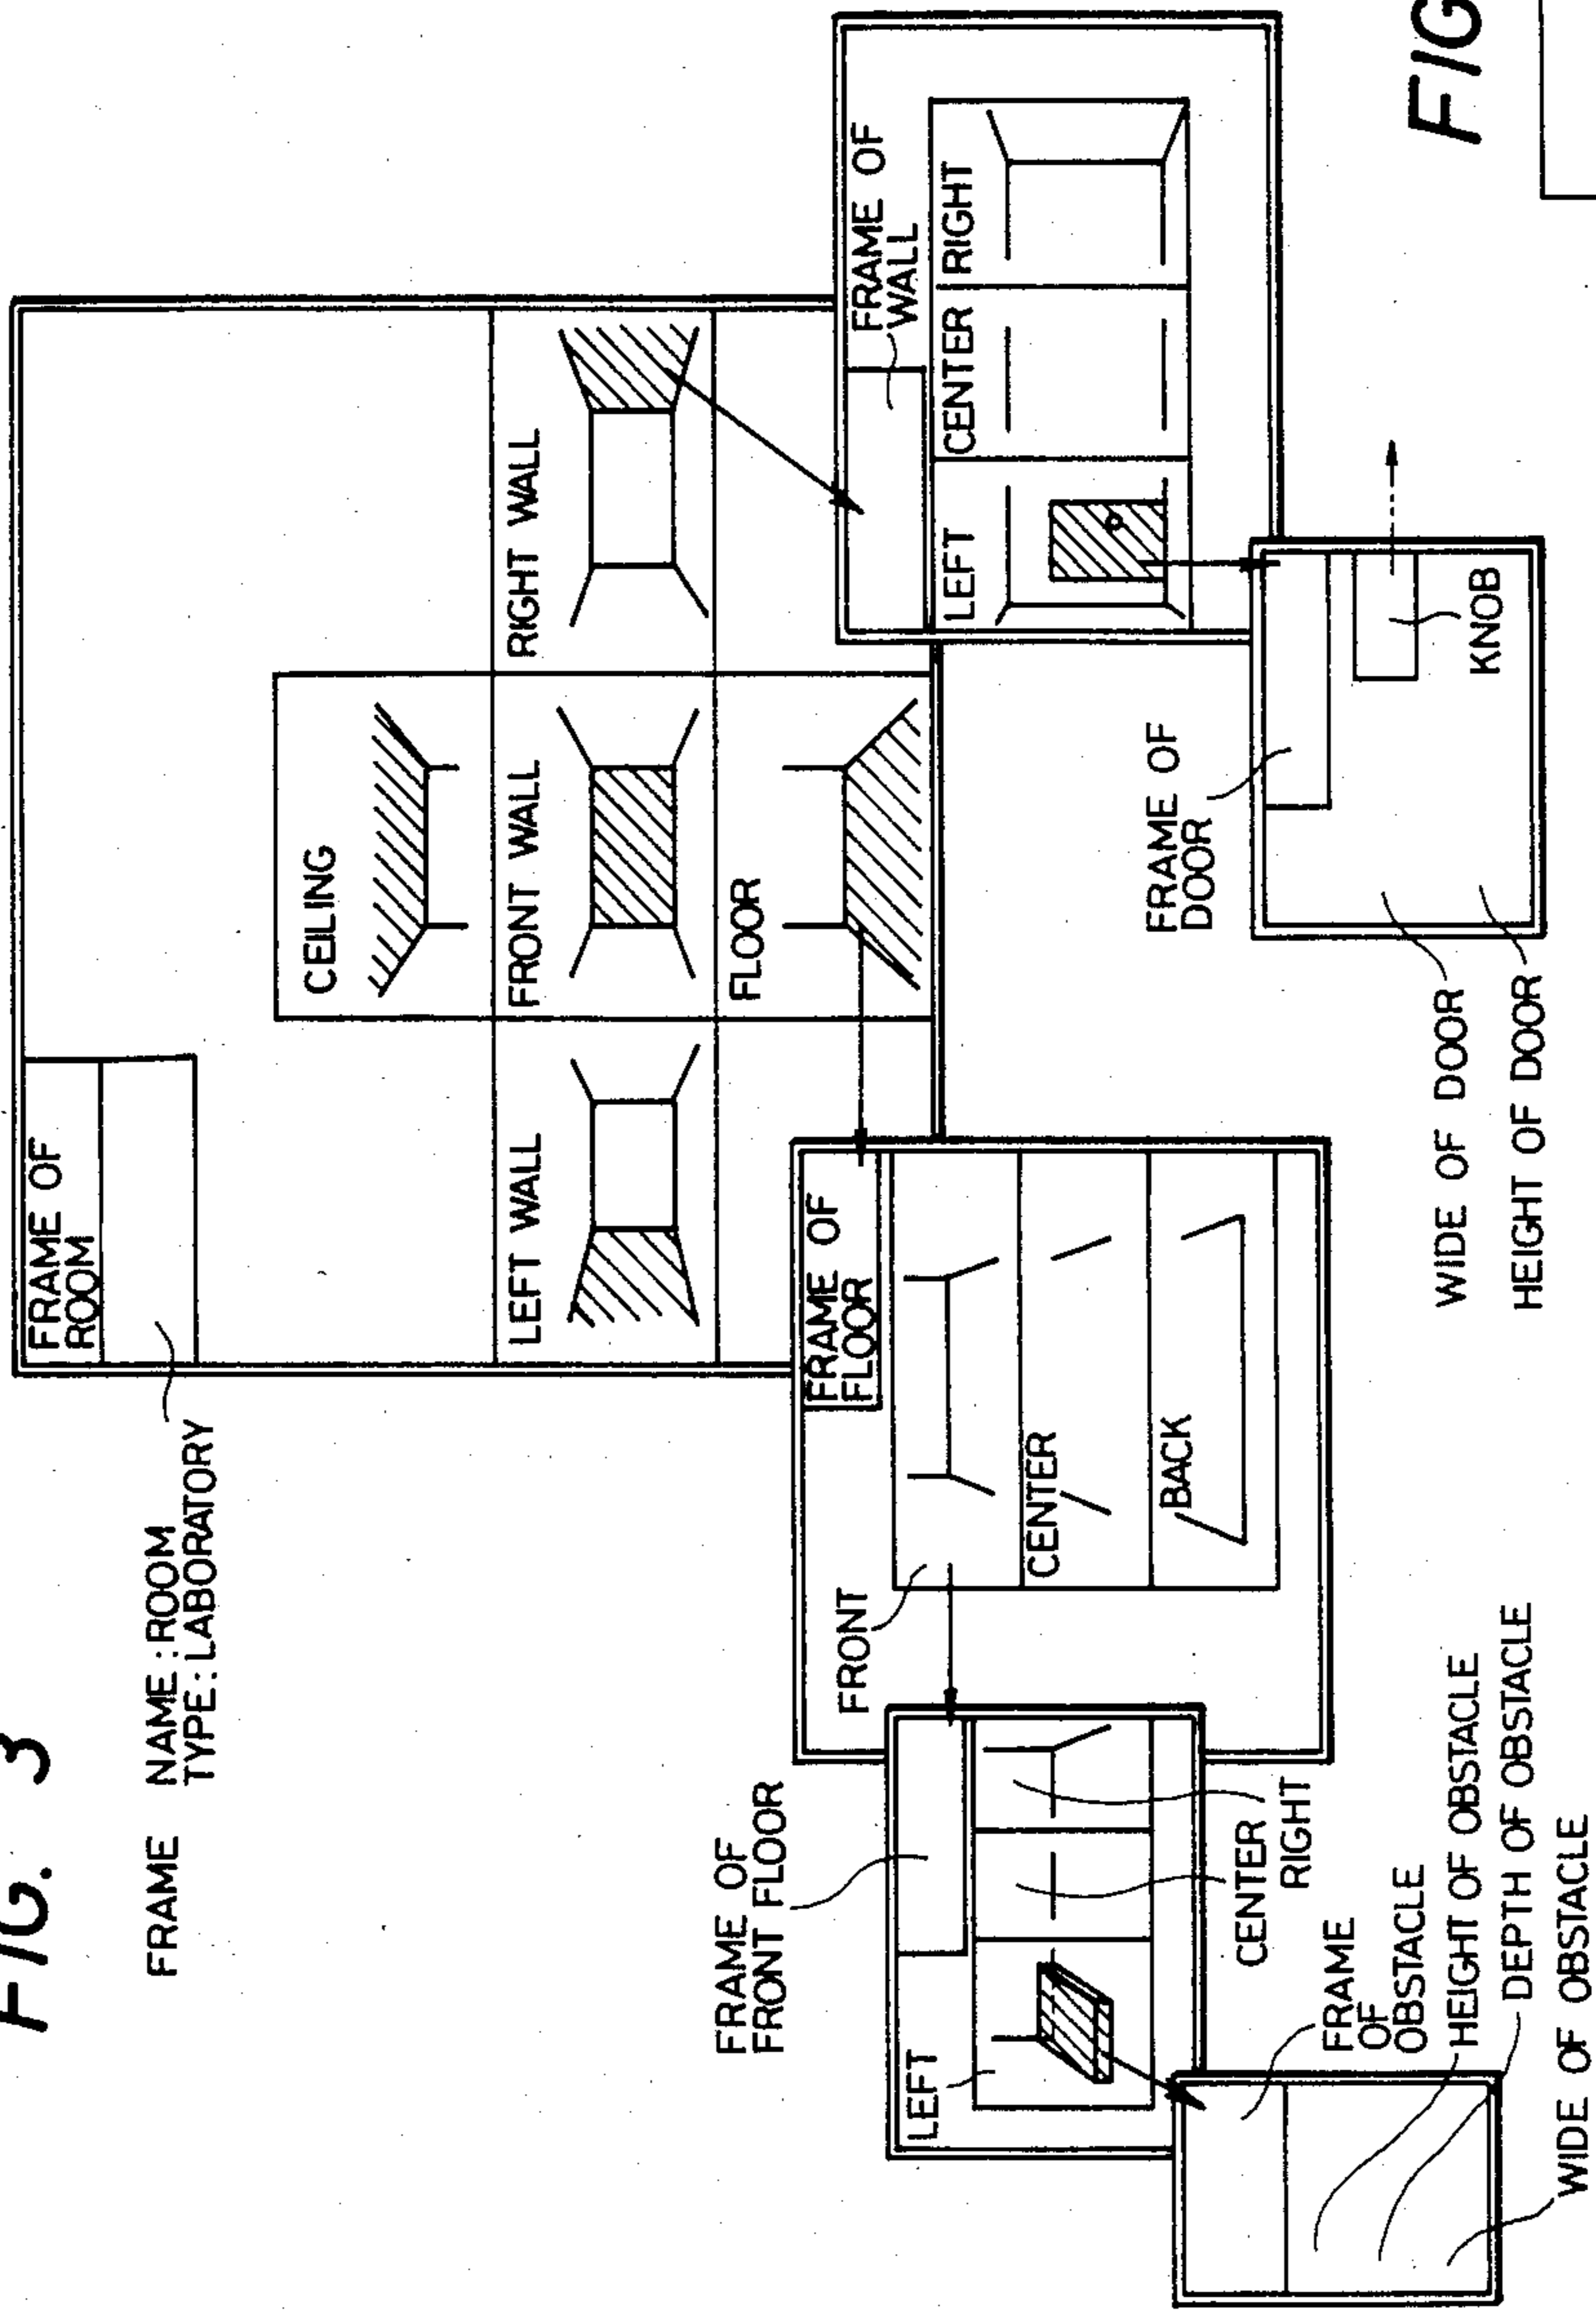 FIG. 3
FRAME NAME : ROOM
TYPE : LABORATORY
FRAME OF
ROOM
CEILING
LEFT WALL
FRONT WALL
RIGHT WALL
FLOOR
FRAME OF
WALL
LEFT
CENTER
RIGHT
FRAME OF
FLOOR
FRONT
CENTER
BACK
FRAME OF
FRONT FLOOR
LEFT
CENTER
RIGHT
FRAME
OF
OBSTACLE
HEIGHT OF OBSTACLE
DEPTH OF OBSTACLE
WIDE OF OBSTACLE
FRAME OF
DOOR
KNOB
WIDE OF DOOR
HEIGHT OF DOOR
FIG